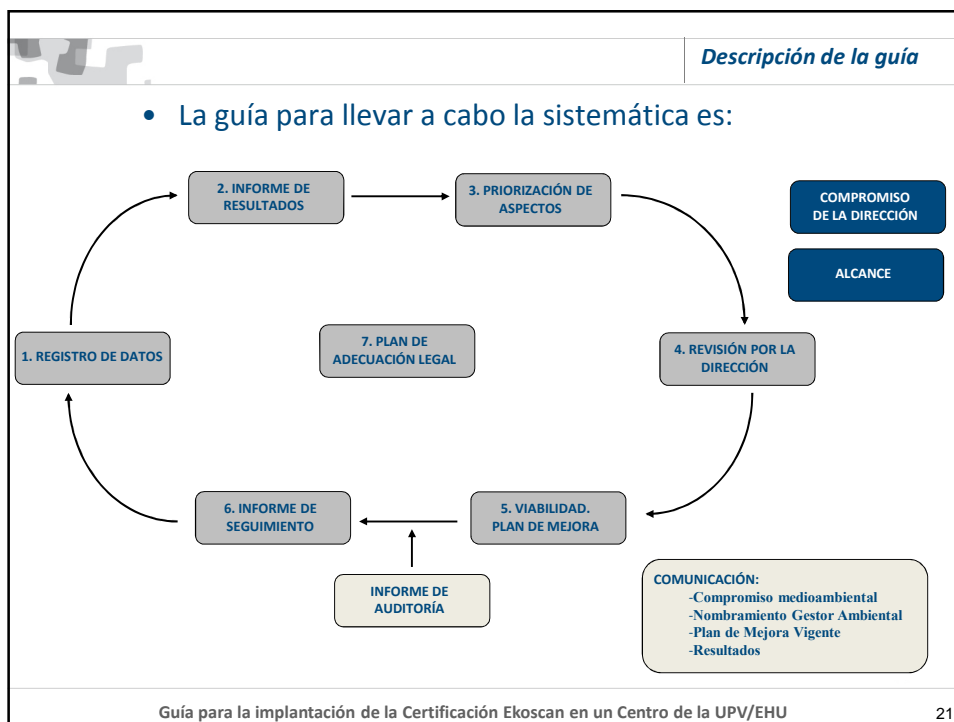 Descripción de la guía
• La guía para llevar a cabo la sistemática es:
2. INFORME DE
RESULTADOS
3. PRIORIZACIÓN DE
ASPECTOS
COMPROMISO
DE LA DIRECCIÓN
ALCANCE
1. REGISTRO DE DATOS
7. PLAN DE
ADECUACIÓN LEGAL
4. REVISIÓN POR LA
DIRECCIÓN
6. INFORME DE
SEGUIMIENTO
5. VIABILIDAD.
PLAN DE MEJORA
INFORME DE
AUDITORÍA
COMUNICACIÓN:
-Compromiso medioambiental
-Nombramiento Gestor Ambiental
-Plan de Mejora Vigente
-Resultados
Guía para la implantación de la Certificación Ekoscan en un Centro de la UPV/EHU
21